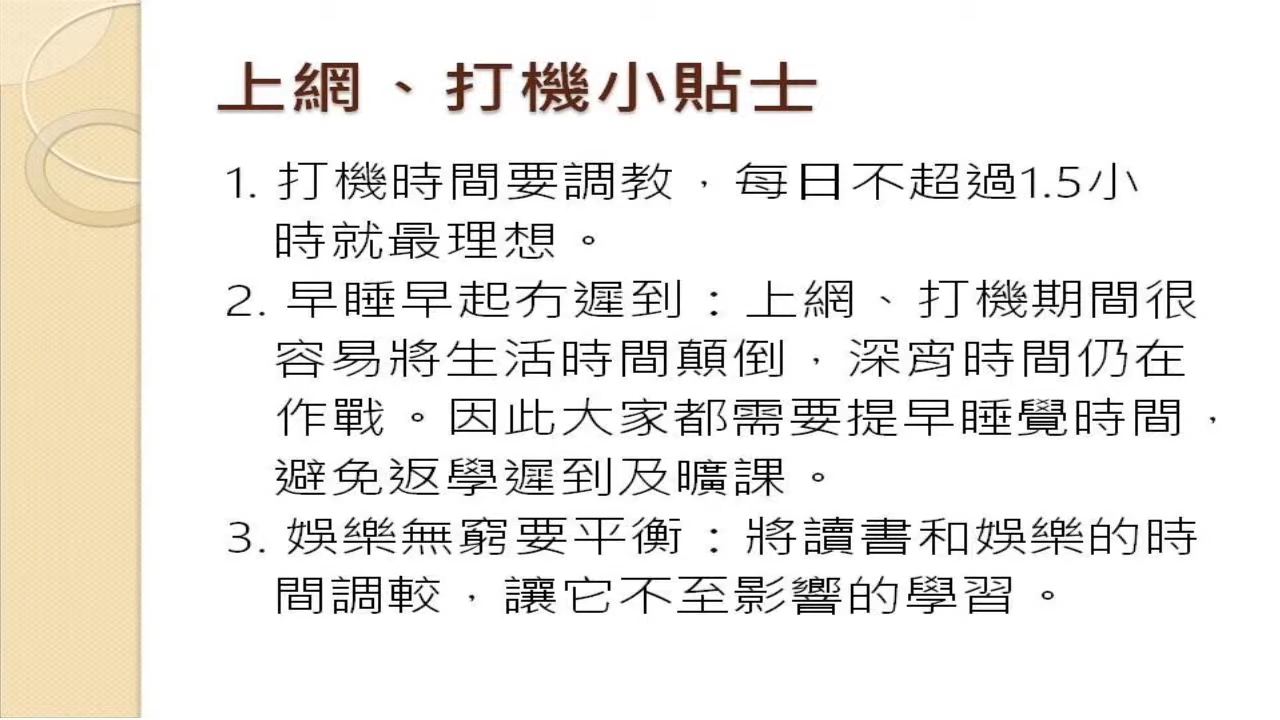 上網、打機小貼士
1. 打機時間要調教，每日不超過1.5小
時就最理想。
2. 早睡早起冇遲到：上網、打機期間很
容易將生活時間顛倒，深宵時間仍在
作戰。因此大家都需要提早睡覺時間，
避免返學遲到及曠課。
3. 娛樂無窮要平衡：將讀書和娛樂的時
間調較，讓它不至影響的學習。